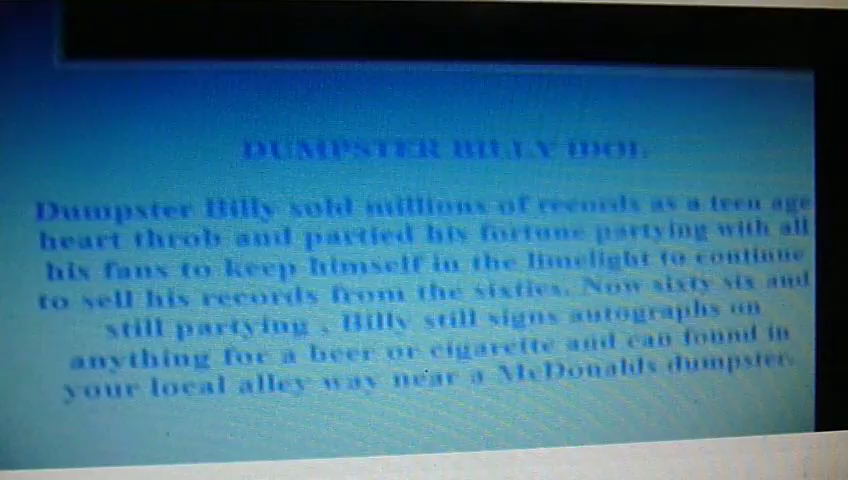 DUMPSTER BILLY IDOL
Dumpster Billy sold millions of records as a teen age
heart throb and partied his fortune partying with all
his fans to keep himself in the limelight to continue
to sell his records from the sixties. Now sixty six and
still partying , Billy still signs autographs on
anything for a beer or cigarette and can found in
your local alley way near a McDonalds dumpster.